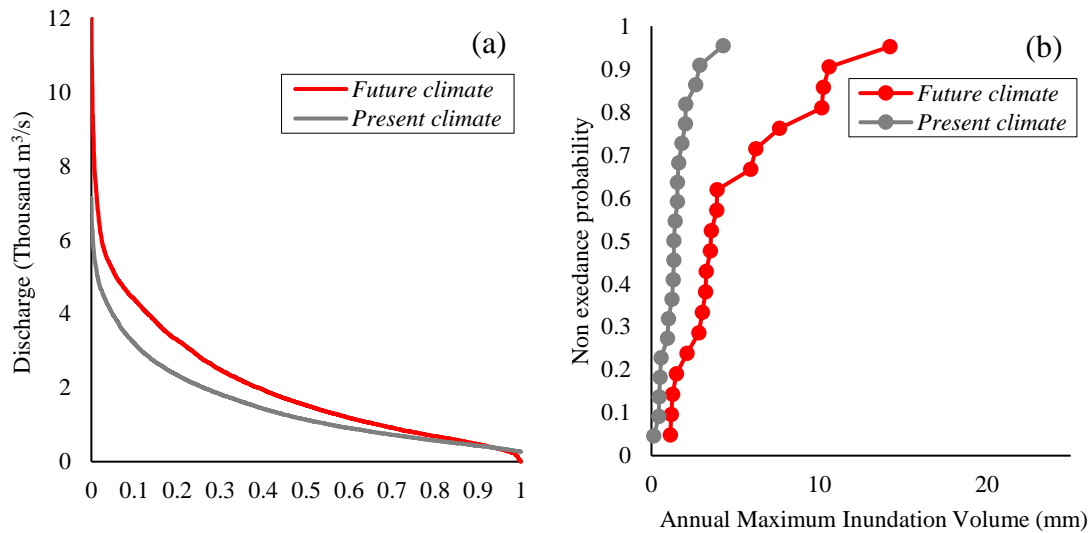 (a)
Future climate
Present climate
Discharge (Thousand m³/s)
12
10
8
6
4
2
0
0 0.1 0.2 0.3 0.4 0.5 0.6 0.7 0.8 0.9 1
(b)
Future climate
Present climate
Non exedance probability
1
0.9
0.8
0.7
0.6
0.5
0.4
0.3
0.2
0.1
0
0 10 20
Annual Maximum Inundation Volume (mm)